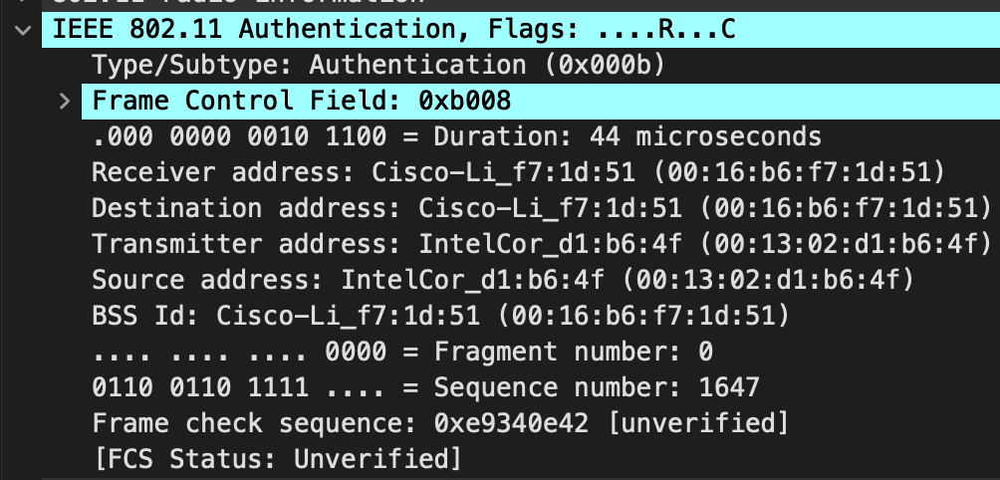 IEEE 802.11 Authentication, Flags: ....R...C
Type/Subtype: Authentication (0x000b)
Frame Control Field: 0xb008
.000 0000 0010 1100 = Duration: 44 microseconds
Receiver address: Cisco-Li_f7:1d:51 (00:16:b6:f7:1d:51)
Destination address: Cisco-Li_f7:1d:51 (00:16:b6:f7:1d:51)
Transmitter address: IntelCor_d1:b6:4f (00:13:02:d1:b6:4f)
Source address: IntelCor_d1:b6:4f (00:13:02:d1:b6:4f)
BSS Id: Cisco-Li_f7:1d:51 (00:16:b6:f7:1d:51)
.... .... .... 0000 = Fragment number: 0
0110 0110 1111 .... = Sequence number: 1647
Frame check sequence: 0xe9340e42 [unverified]
[FCS Status: Unverified]